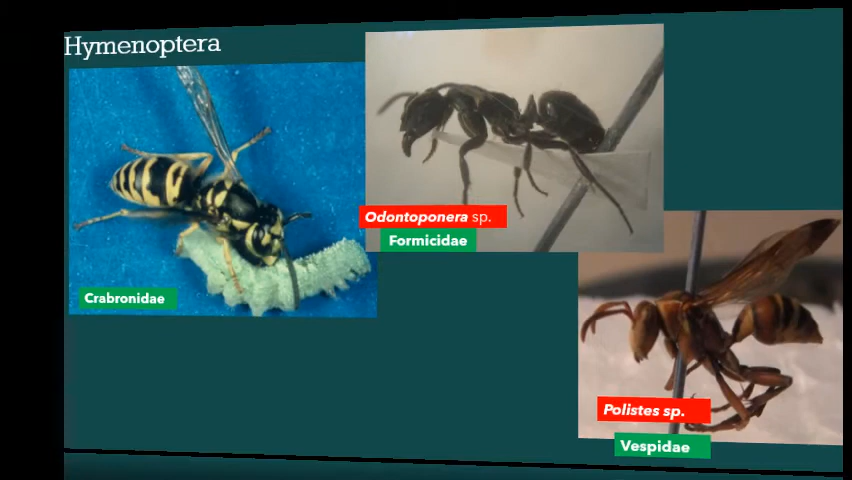 Hymenoptera
Odontoponera sp.
Formicidae
Crabronidae
Polistes sp.
Vespidae